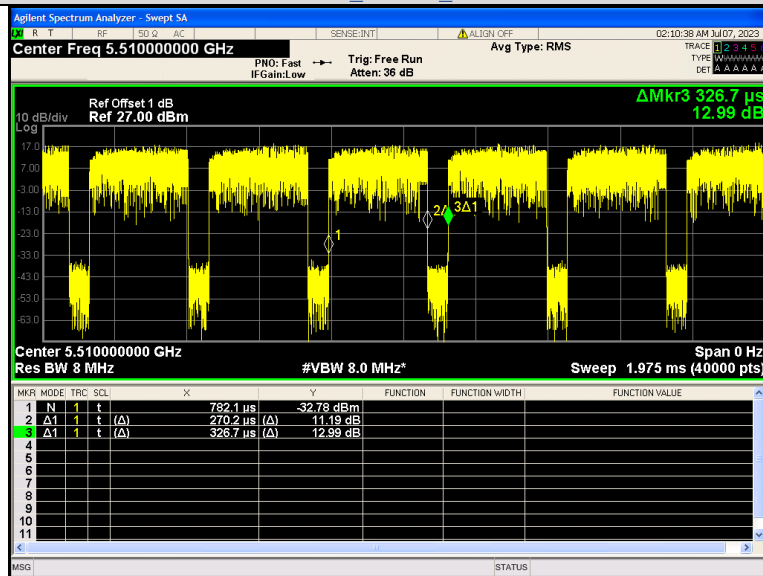 Agilent Spectrum Analyzer - Swept SA
LXI R T RF 50 Ω AC SENSE:INT ALIGN OFF 02:10:38 AM Jul 07, 2023
Center Freq 5.510000000 GHz
Avg Type: RMS
TRACE 1 2 3 4 5
PNO: Fast Trig: Free Run
TYPE
IFGain:Low Atten: 36 dB
DET A A A A A
ΔMkr3 326.7 µs
12.99 dB
Ref Offset 1 dB
10 dB/div Ref 27.00 dBm
Log
17.0
7.00
-3.00
-13.0
-23.0
-33.0
-43.0
-53.0
-63.0
1
2Δ
3Δ1
Center 5.510000000 GHz Span 0 Hz
Res BW 8 MHz #VBW 8.0 MHz* Sweep 1.975 ms (40000 pts)
MKR MODE TRC SCL X Y FUNCTION FUNCTION WIDTH FUNCTION VALUE
1 N 1 t 782.1 µs -32.78 dBm
2 Δ1 1 t (Δ) 270.2 µs (Δ) 11.19 dB
3 Δ1 1 t (Δ) 326.7 µs (Δ) 12.99 dB
4
5
6
7
8
9
10
11
MSG STATUS